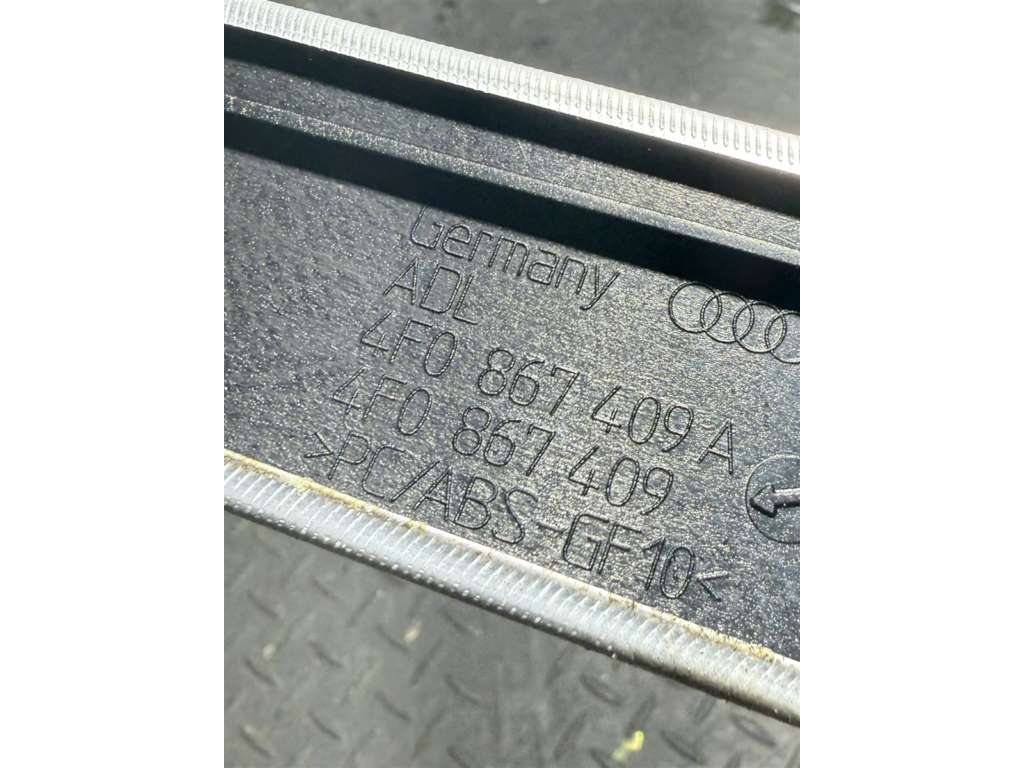 Germany
ADL
4F0 867 409 A
4F0 867 409
>PC/ABS-GF10<